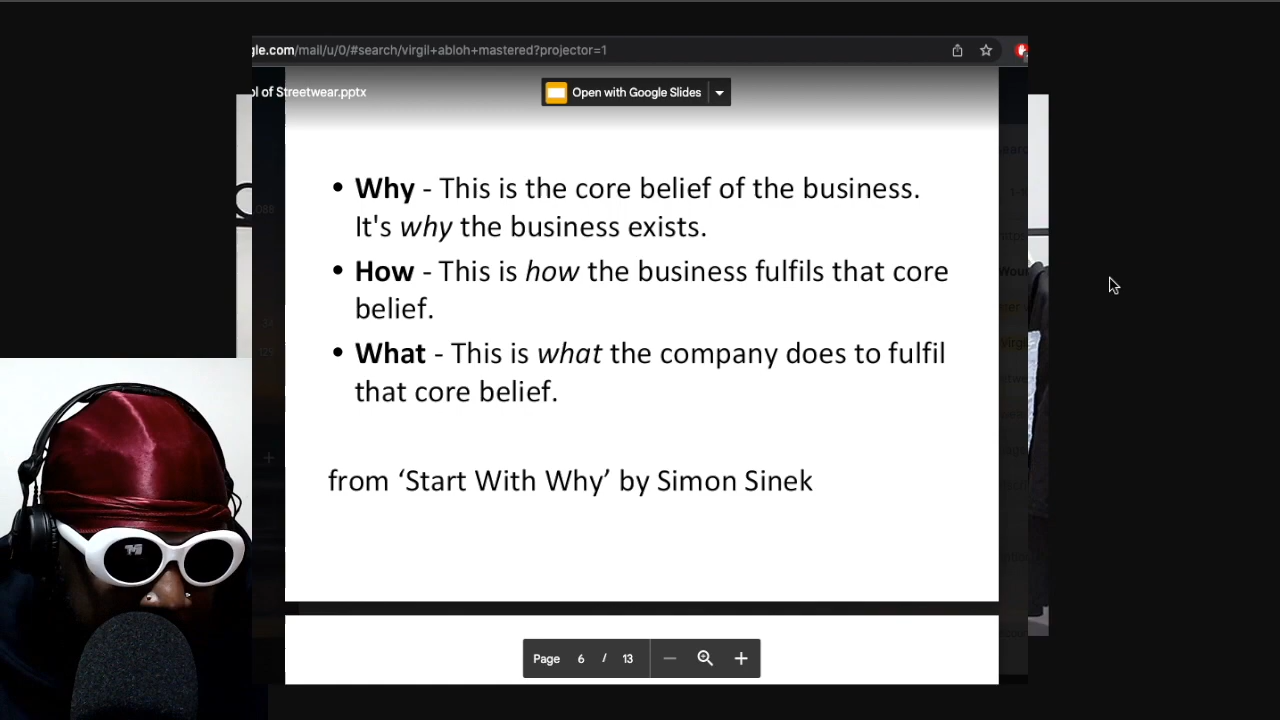 gle.com/mail/u/0/#search/virgil+abloh+mastered?projector=1
ol of Streetwear.pptx
Open with Google Slides
• Why - This is the core belief of the business.
It's why the business exists.
• How - This is how the business fulfils that core
belief.
• What - This is what the company does to fulfil
that core belief.
from ‘Start With Why’ by Simon Sinek
Page 6 / 13